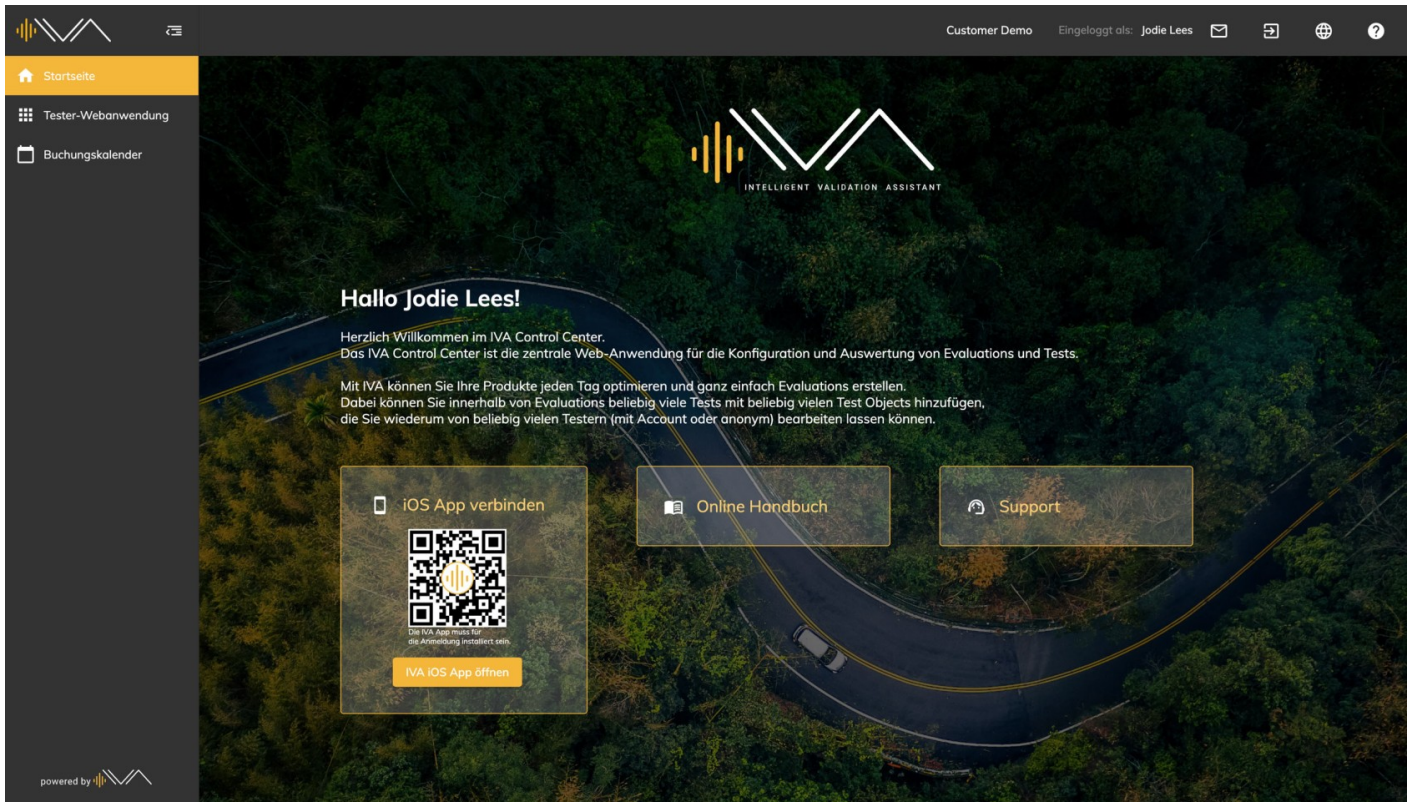 IVA
Customer Demo
Eingeloggt als: Jodie Lees
Startseite
Tester-Webanwendung
Buchungskalender
IVA
INTELLIGENT VALIDATION ASSISTANT
Hallo Jodie Lees!
Herzlich Willkommen im IVA Control Center.
Das IVA Control Center ist die zentrale Web-Anwendung für die Konfiguration und Auswertung von Evaluations und Tests.
Mit IVA können Sie Ihre Produkte jeden Tag optimieren und ganz einfach Evaluations erstellen.
Dabei können Sie innerhalb von Evaluations beliebig viele Tests mit beliebig vielen Test Objects hinzufügen,
die Sie wiederum von beliebig vielen Testern (mit Account oder anonym) bearbeiten lassen können.
iOS App verbinden
Online Handbuch
Support
Die IVA App muss für
die Anmeldung installiert sein.
IVA iOS App öffnen
powered by IVA